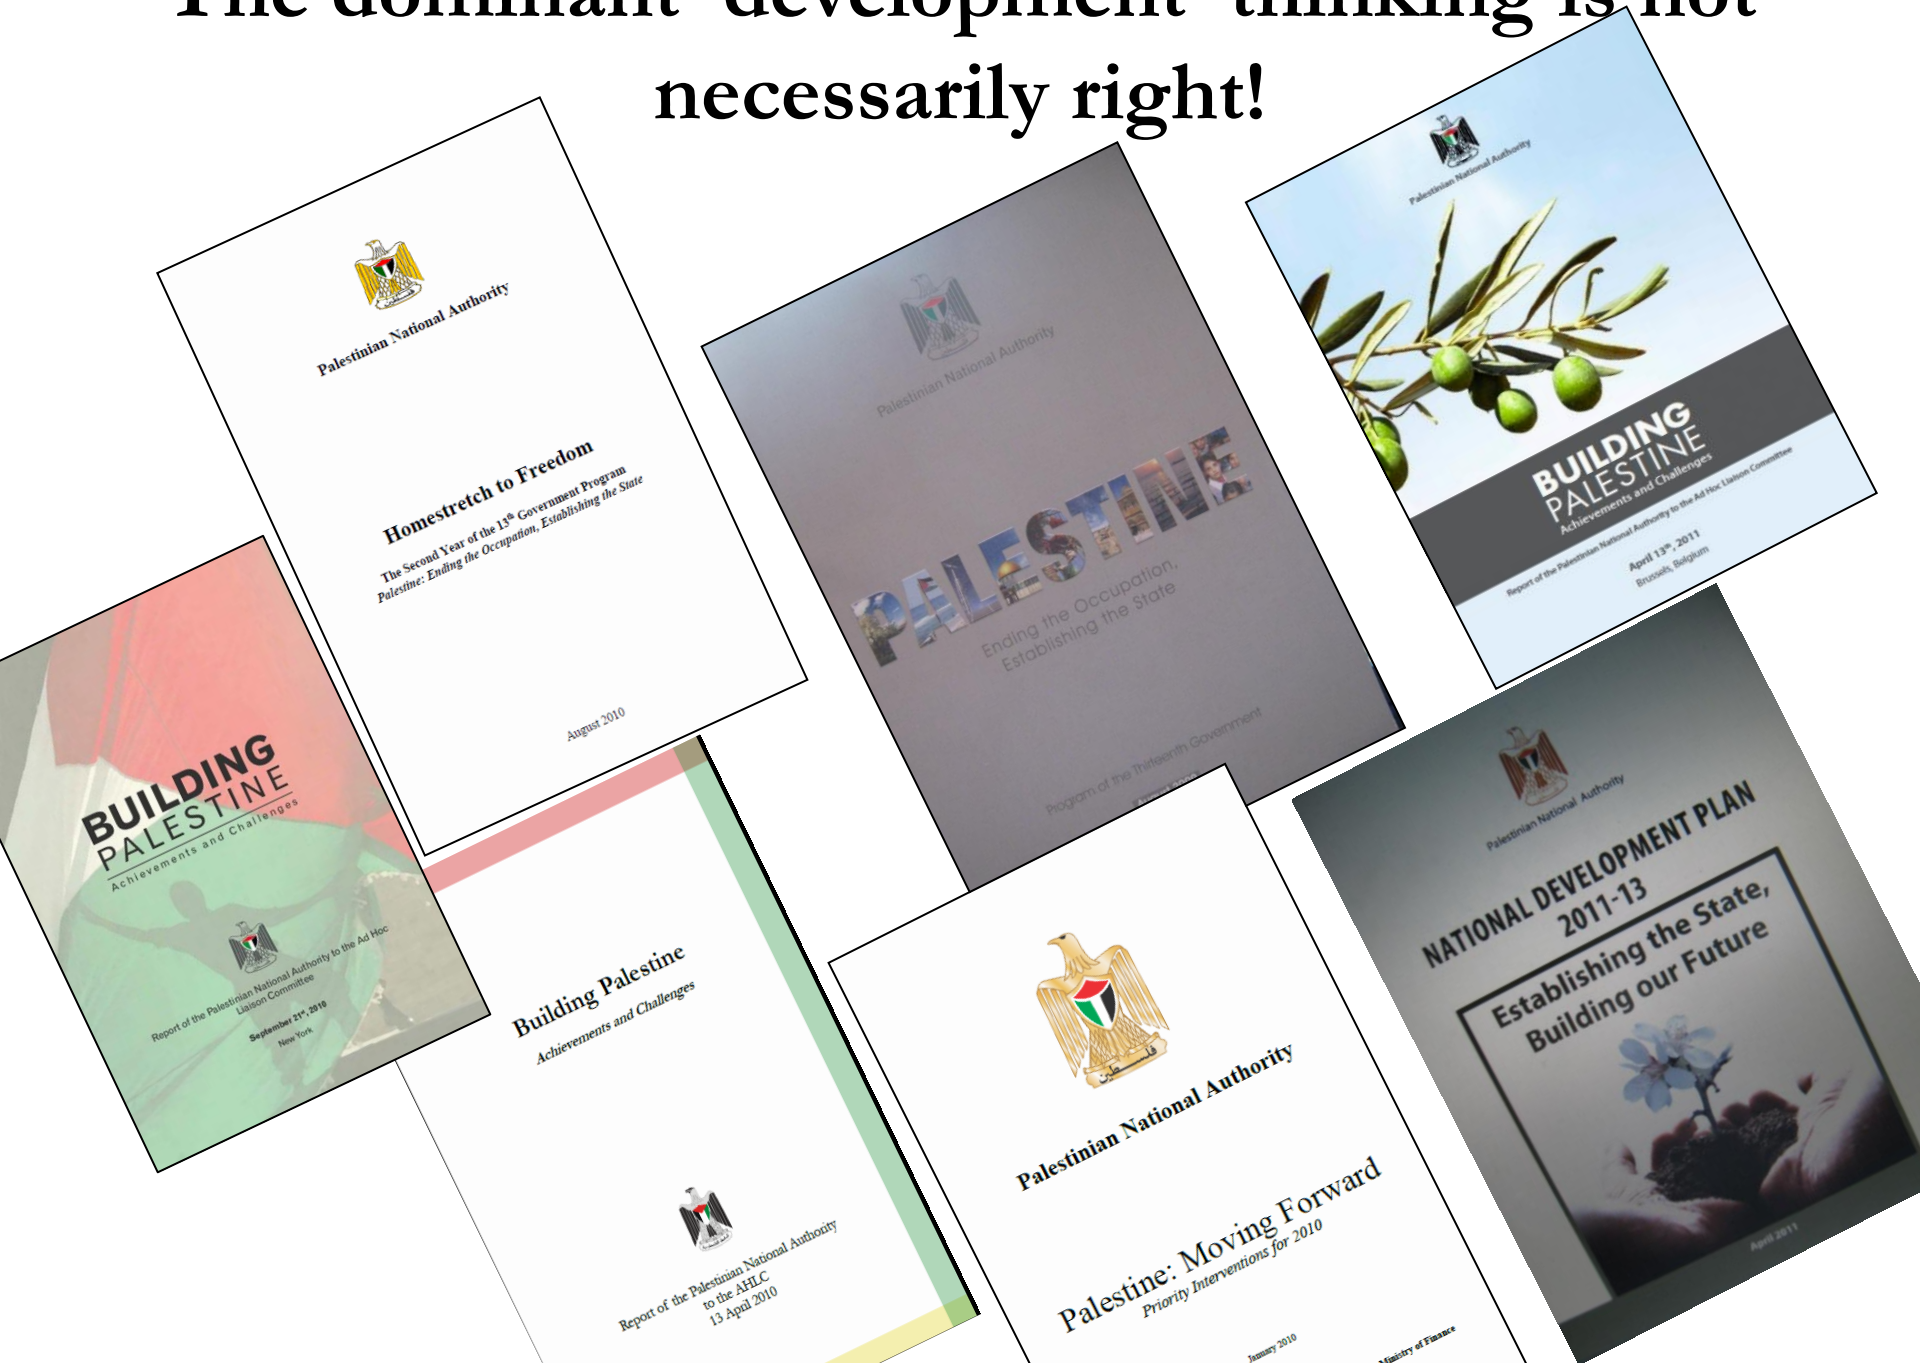 The dominant 'development' thinking is not
necessarily right!
Palestinian National Authority
Homestretch to Freedom
The Second Year of the 13th Government Program
Palestine: Ending the Occupation, Establishing the State
August 2010
Palestinian National Authority
PALESTINE
Ending the Occupation,
Establishing the State
Program of the Thirteenth Government
Palestinian National Authority
BUILDING
PALESTINE
Achievements and Challenges
Report of the Palestinian National Authority to the Ad Hoc Liaison Committee
April 13th, 2011
Brussels, Belgium
BUILDING
PALESTINE
Achievements and Challenges
Report of the Palestinian National Authority to the Ad Hoc
Liaison Committee
September 21st, 2010
New York
Building Palestine
Achievements and Challenges
Report of the Palestinian National Authority
to the AHLC
13 April 2010
فلسطين
Palestinian National Authority
Palestine: Moving Forward
Priority Interventions for 2010
January 2010
Ministry of Finance
Palestinian National Authority
NATIONAL DEVELOPMENT PLAN
2011-13
Establishing the State,
Building our Future
April 2011